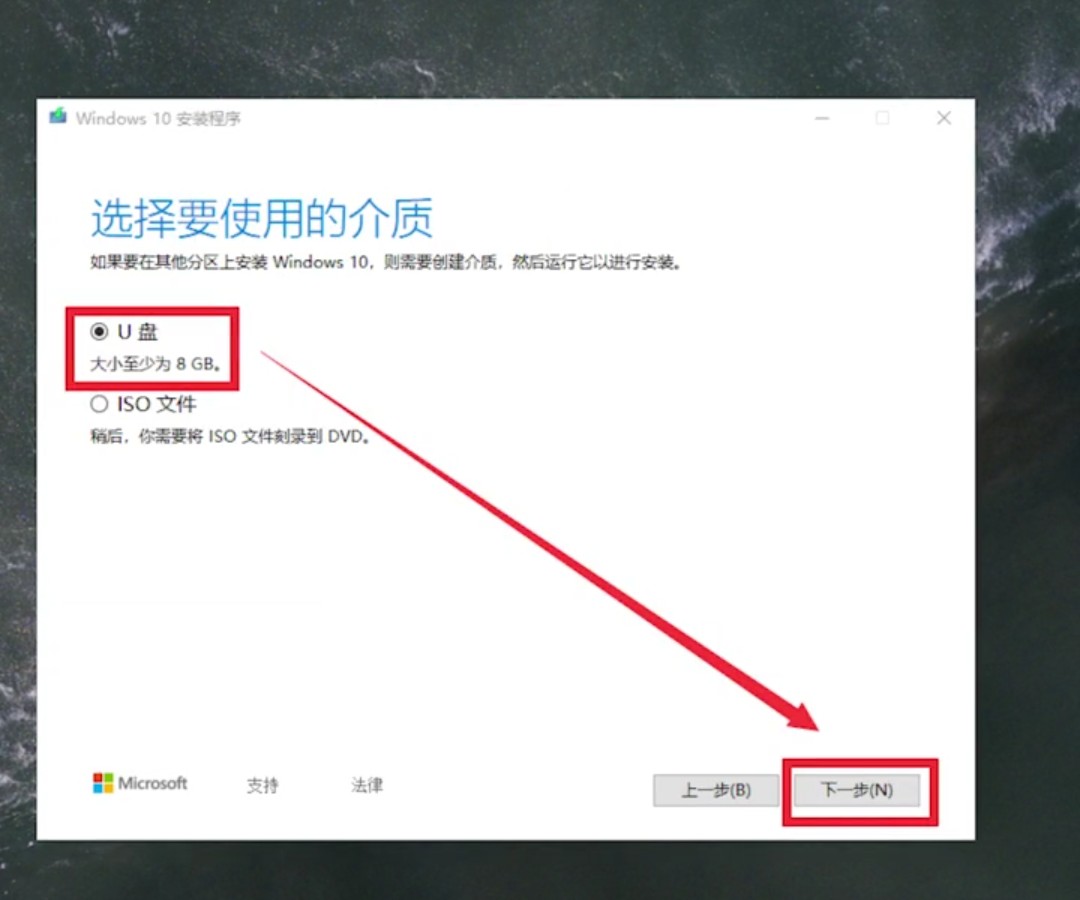 Windows 10 安装程序
选择要使用的介质
如果要在其他分区上安装 Windows 10，则需要创建介质，然后运行它以进行安装。
U 盘
大小至少为 8 GB。
ISO 文件
稍后，你需要将 ISO 文件刻录到 DVD。
Microsoft 支持 法律 上一步(B) 下一步(N)